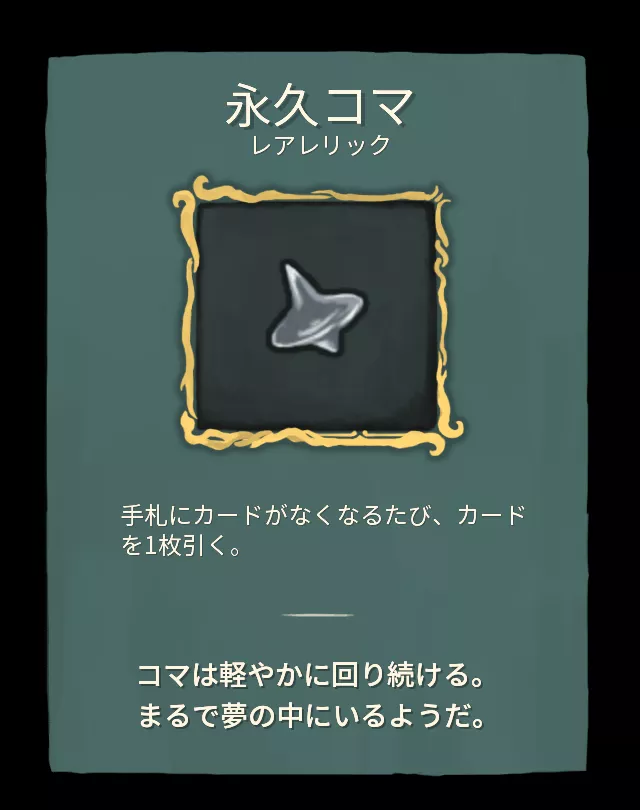 永久コマ
レアレリック
手札にカードがなくなるたび、カード
を1枚引く。
コマは軽やかに回り続ける。
まるで夢の中にいるようだ。